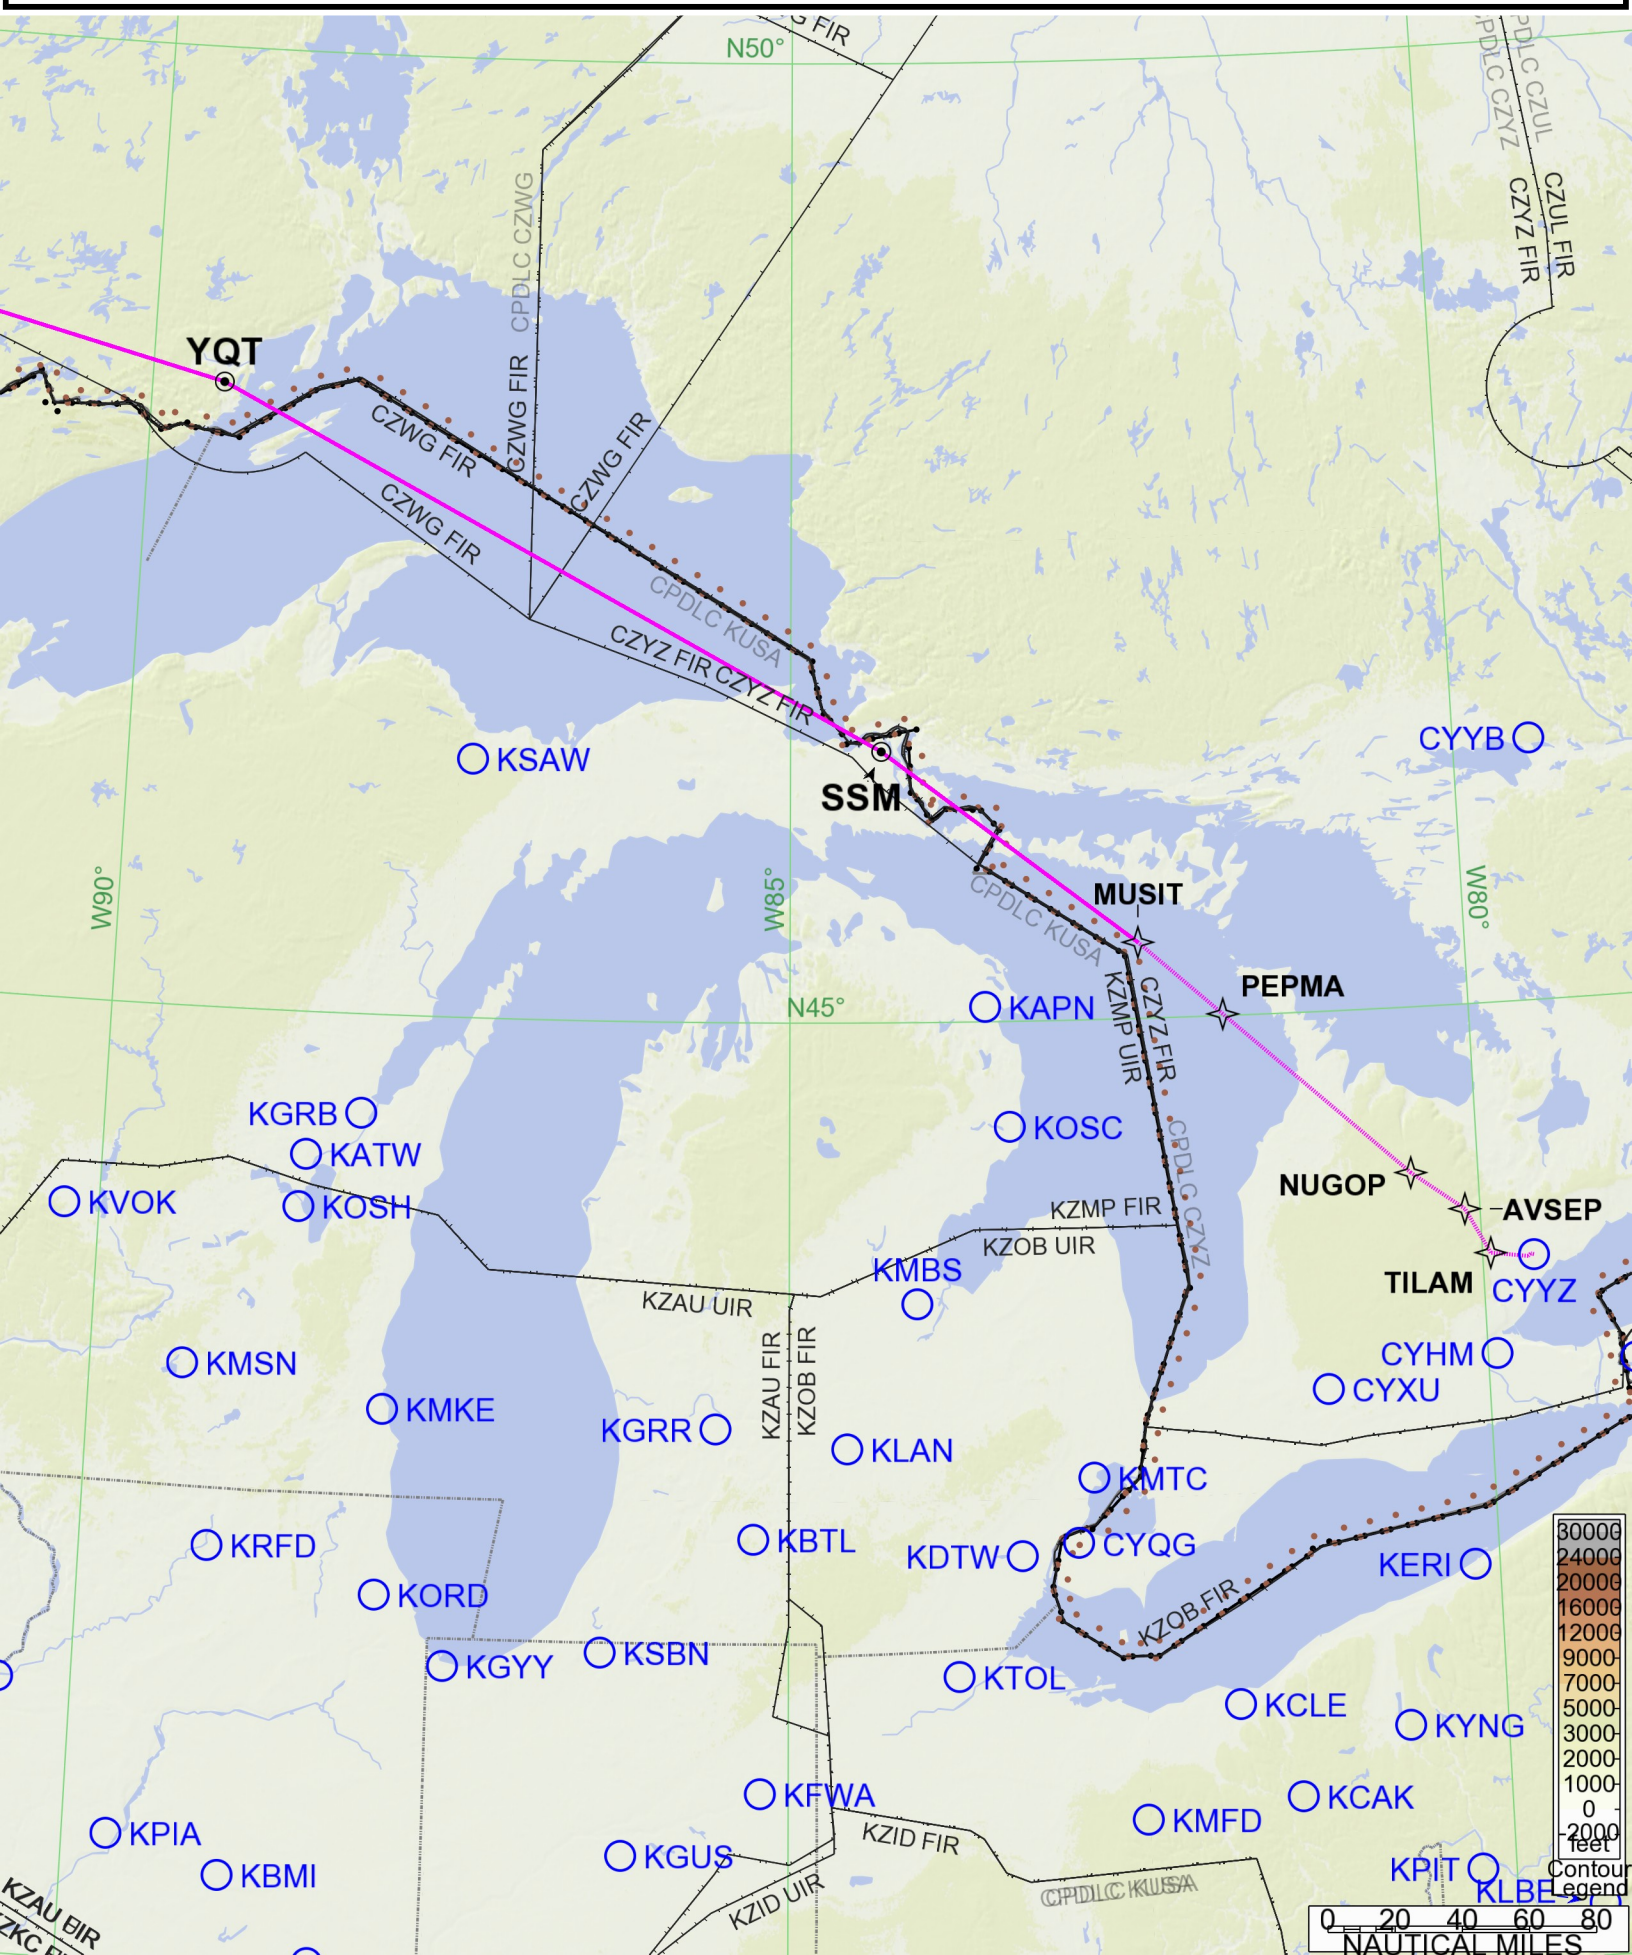 G FIR
N50°
CPDLC CZYZ
CPDLC CZUL
CZYZ FIR
CZUL FIR
CPDLC CZWG
YQT
CZWG FIR
CZWG FIR
CZWG FIR
CZWG FIR
CPDLC KUSA
CZYZ FIR
CZYZ FIR
KSAW
SSM
CYYB
W90°
W85°
W80°
CPDLC KUSA
MUSIT
PEPMA
N45°
KAPN
KZMP UIR
CZYZ FIR
KGRB
KOSC
KATW
CPDLC CZYZ
NUGOP
KVOK
KOSH
KZMP FIR
AVSEP
KZOB UIR
KMBS
TILAM
CYYZ
KZAU UIR
KZAU FIR
KZOB FIR
KMSN
CYHM
CYXU
KMKE
KGRR
KLAN
KMTC
KRFD
KBTL
KDTW
CYQG
KERI
KORD
KZOB FIR
KGYY
KSBN
KTOL
KCLE
KYNG
KFWA
KCAK
KMFD
KPIA
KZID FIR
KGUS
KBMI
KPIT
KLBE
CPDLC KUSA
KZID UIR
KZAU
30000
24000
20000
16000
12000
9000
7000
5000
3000
2000
1000
0
-2000
feet
Contour
Legend
0 20 40 60 80
NAUTICAL MILES